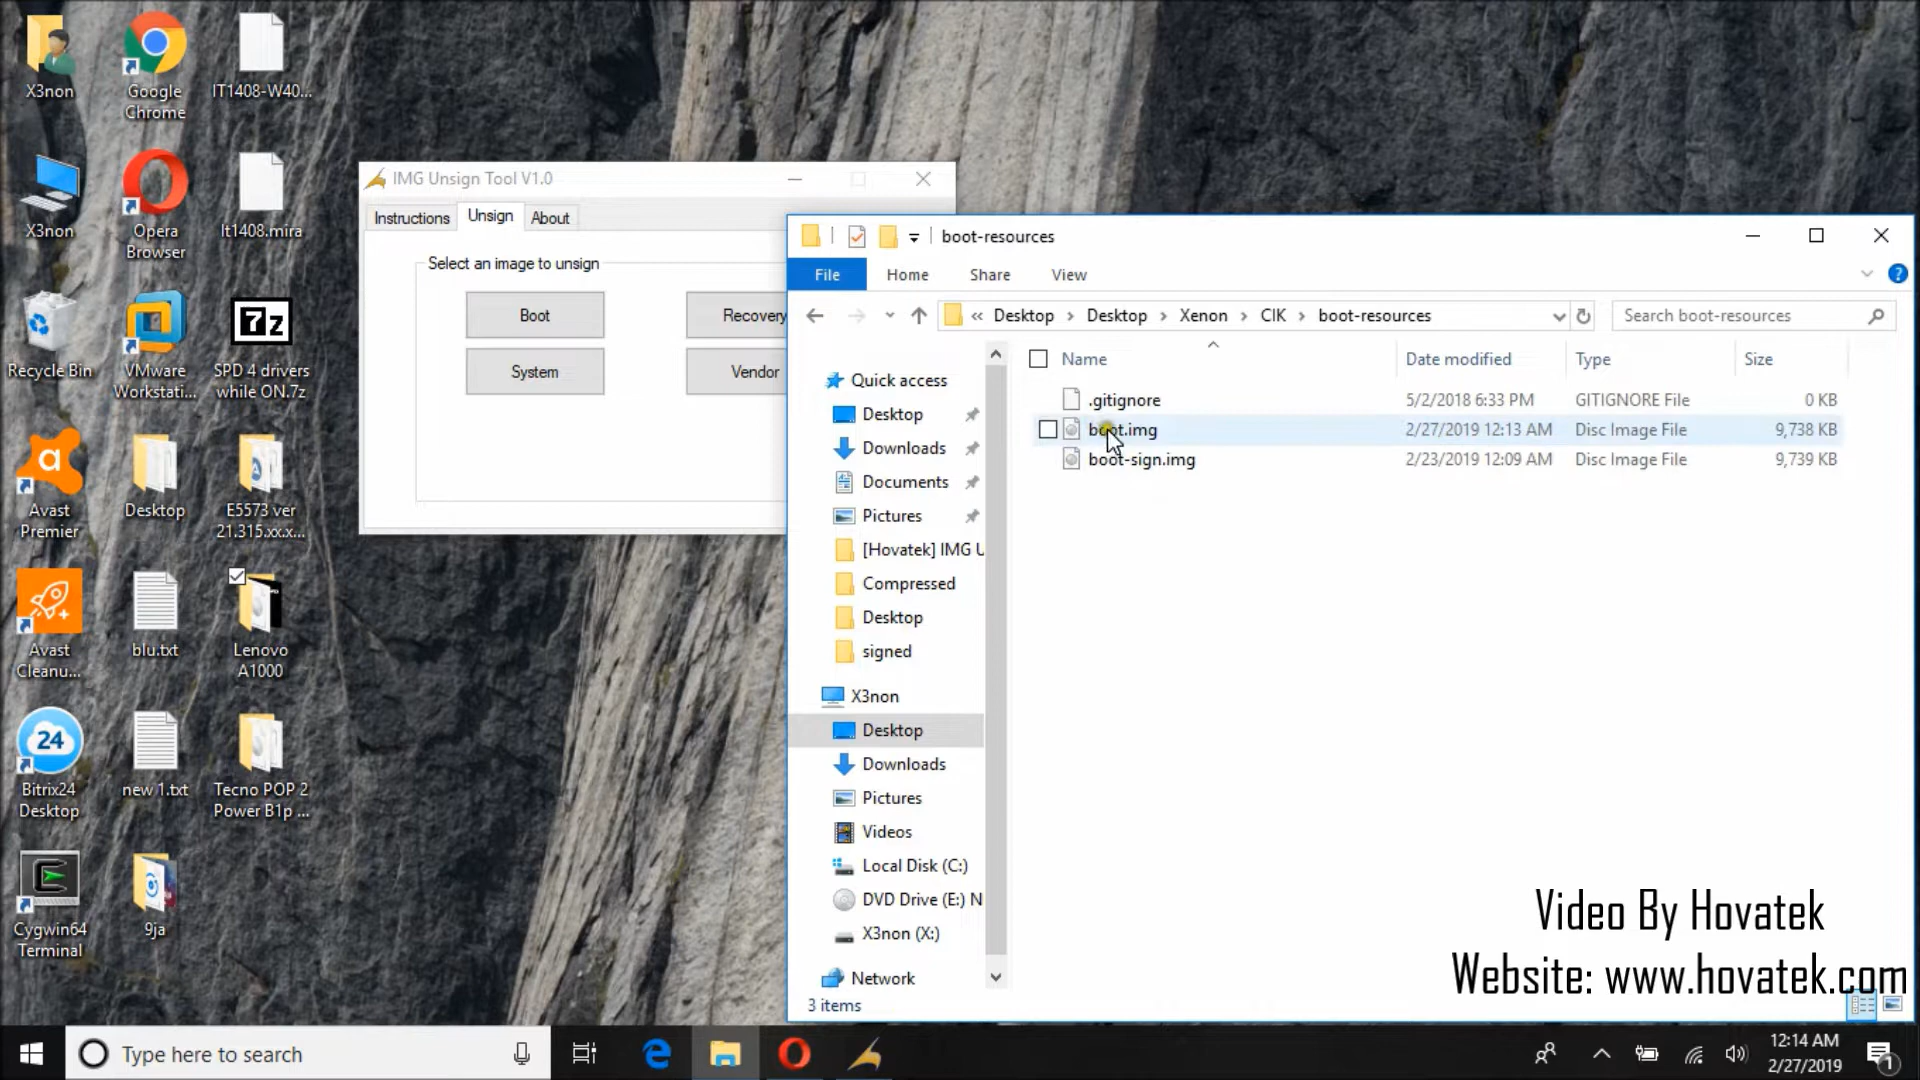 X3non
Google
Chrome
IT1408-W40...
X3non
Opera
Browser
It1408.mira
Recycle Bin
VMware
Workstati...
7z
SPD 4 drivers
while ON.7z
Avast
Premier
Desktop
E5573 ver
21.315.xx.x...
Avast
Cleanu...
blu.txt
Lenovo
A1000
24
Bitrix24
Desktop
new 1.txt
Tecno POP 2
Power B1p ...
Cygwin64
Terminal
9ja
IMG Unsign Tool V1.0
Instructions
Unsign
About
Select an image to unsign
Boot
Recovery
System
Vendor
boot-resources
File
Home
Share
View
« Desktop > Desktop > Xenon > CIK > boot-resources
Search boot-resources
Name
Date modified
Type
Size
.gitignore
5/2/2018 6:33 PM
GITIGNORE File
0 KB
boot.img
2/27/2019 12:13 AM
Disc Image File
9,738 KB
boot-sign.img
2/23/2019 12:09 AM
Disc Image File
9,739 KB
Quick access
Desktop
Downloads
Documents
Pictures
[Hovatek] IMG U
Compressed
Desktop
signed
X3non
Desktop
Downloads
Pictures
Videos
Local Disk (C:)
DVD Drive (E:) N
X3non (X:)
Network
3 items
Video By Hovatek
Website: www.hovatek.com
Type here to search
12:14 AM
2/27/2019
1